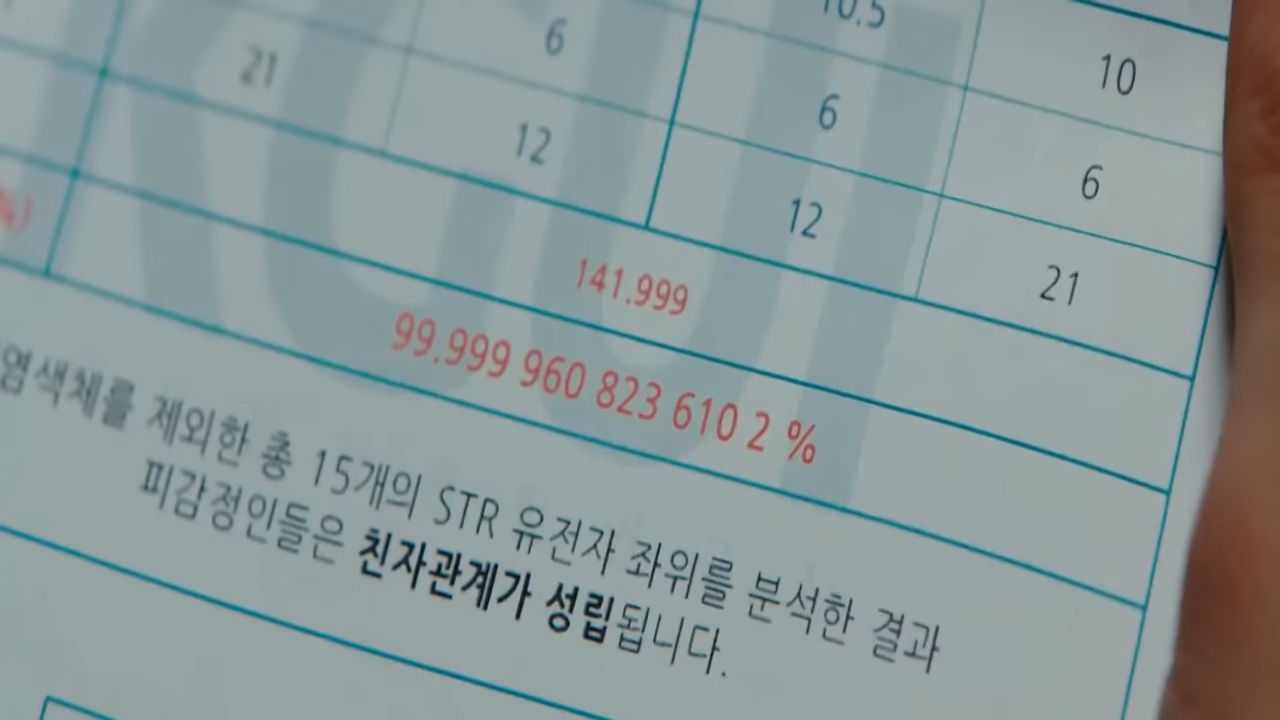 10.5 10
21 6 6 6
12 12 21
%)
141.999
99.999 960 823 610 2 %
염색체를 제외한 총 15개의 STR 유전자 좌위를 분석한 결과
피감정인들은 친자관계가 성립됩니다.